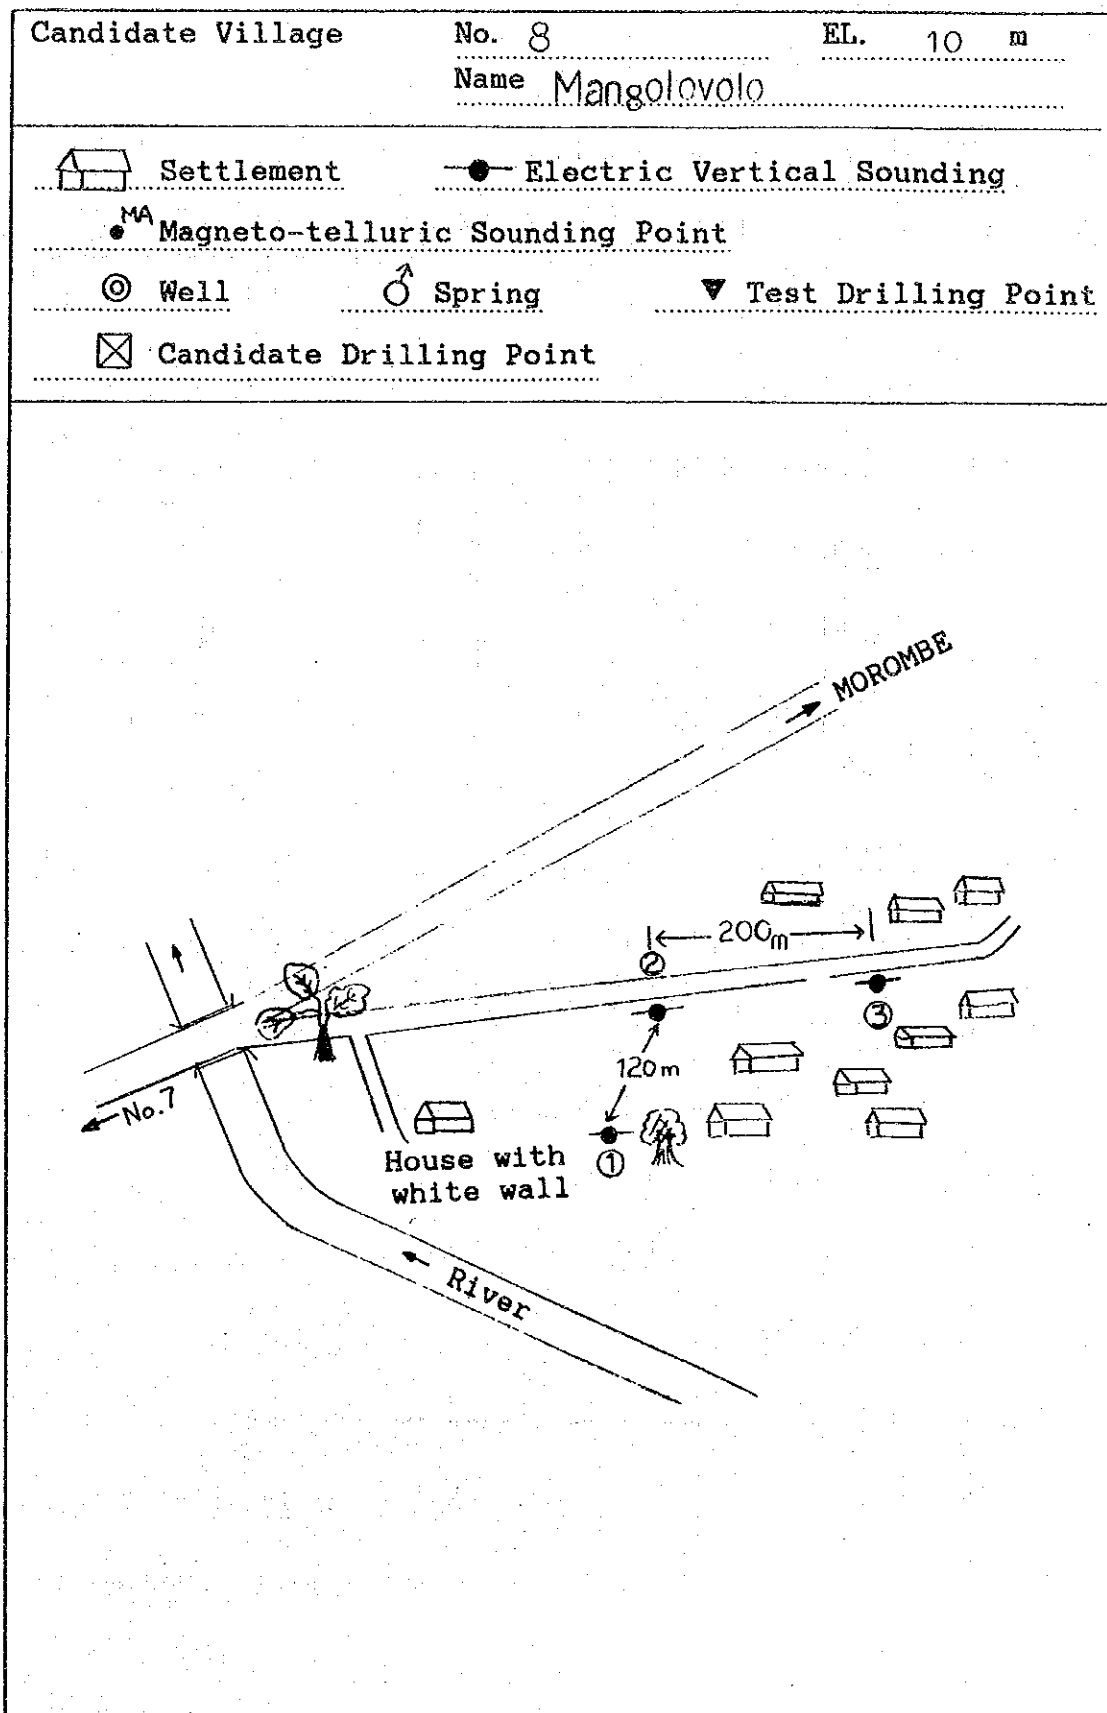 Candidate Village No. 8 EL. 10 m
Name Mangolovolo
Settlement Electric Vertical Sounding
MA Magneto-telluric Sounding Point
Well Spring Test Drilling Point
Candidate Drilling Point
MOROMBE
200m
②
③
120m
No.7
①
House with
white wall
River